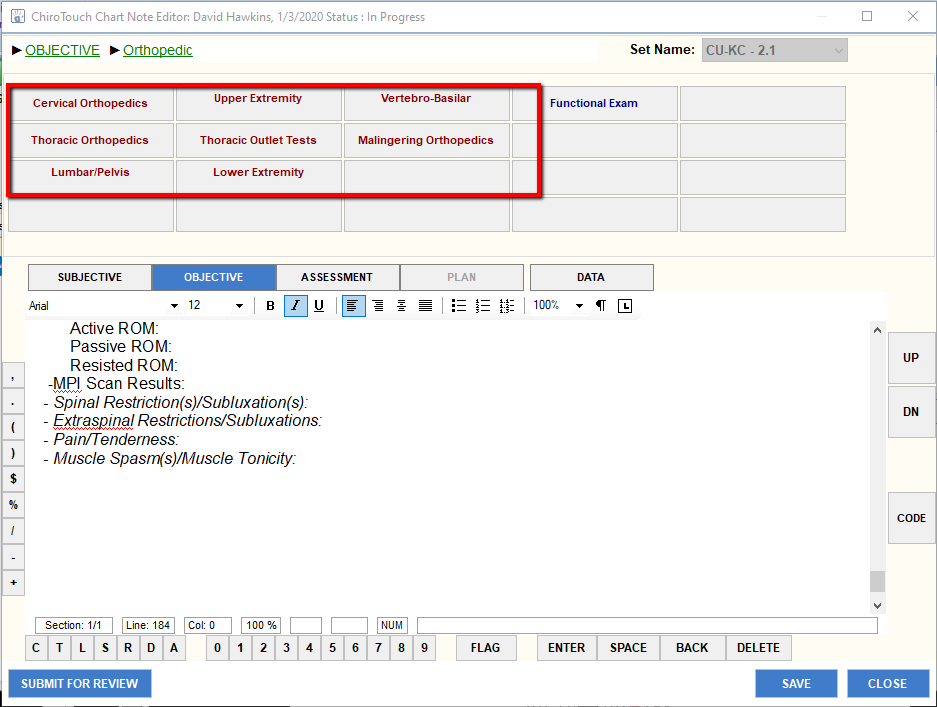 ChiroTouch Chart Note Editor: David Hawkins, 1/3/2020 Status : In Progress
OBJECTIVE Orthopedic Set Name: CU-KC - 2.1
Cervical Orthopedics Upper Extremity Vertebro-Basilar Functional Exam
Thoracic Orthopedics Thoracic Outlet Tests Malingering Orthopedics
Lumbar/Pelvis Lower Extremity
SUBJECTIVE OBJECTIVE ASSESSMENT PLAN DATA
Arial 12 B I U 100% ¶ L
Active ROM:
Passive ROM:
Resisted ROM:
-MPI Scan Results:
- Spinal Restriction(s)/Subluxation(s):
- Extraspinal Restrictions/Subluxations:
- Pain/Tenderness:
- Muscle Spasm(s)/Muscle Tonicity:
,
.
(
)
$
%
/
-
+
UP
DN
CODE
Section: 1/1 Line: 184 Col: 0 100 % NUM
C T L S R D A 0 1 2 3 4 5 6 7 8 9 FLAG ENTER SPACE BACK DELETE
SUBMIT FOR REVIEW SAVE CLOSE